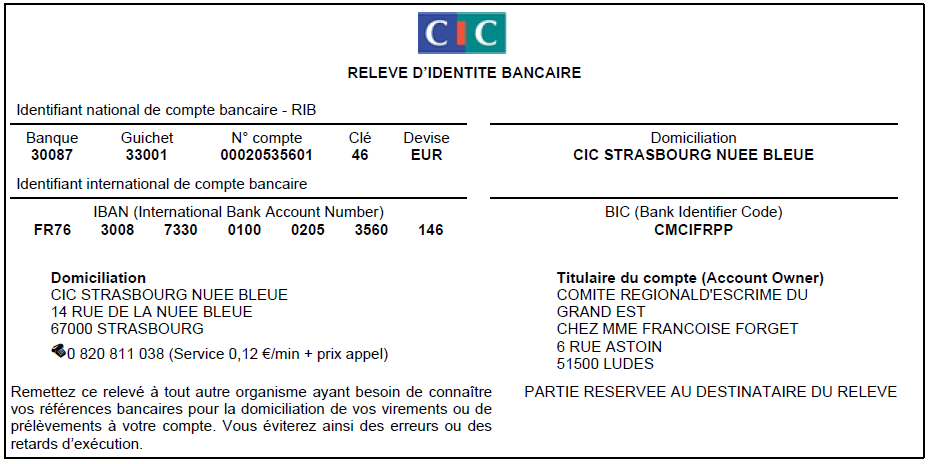 CIC
RELEVE D'IDENTITE BANCAIRE
Identifiant national de compte bancaire - RIB
Banque Guichet N° compte Clé Devise
30087 33001 00020535601 46 EUR
Domiciliation
CIC STRASBOURG NUEE BLEUE
Identifiant international de compte bancaire
IBAN (International Bank Account Number)
FR76 3008 7330 0100 0205 3560 146
BIC (Bank Identifier Code)
CMCIFRPP
Domiciliation
CIC STRASBOURG NUEE BLEUE
14 RUE DE LA NUEE BLEUE
67000 STRASBOURG
0 820 811 038 (Service 0,12 €/min + prix appel)
Titulaire du compte (Account Owner)
COMITE REGIONALD'ESCRIME DU
GRAND EST
CHEZ MME FRANCOISE FORGET
6 RUE ASTOIN
51500 LUDES
Remettez ce relevé à tout autre organisme ayant besoin de connaître
vos références bancaires pour la domiciliation de vos virements ou de
prélèvements à votre compte. Vous éviterez ainsi des erreurs ou des
retards d'exécution.
PARTIE RESERVEE AU DESTINATAIRE DU RELEVE